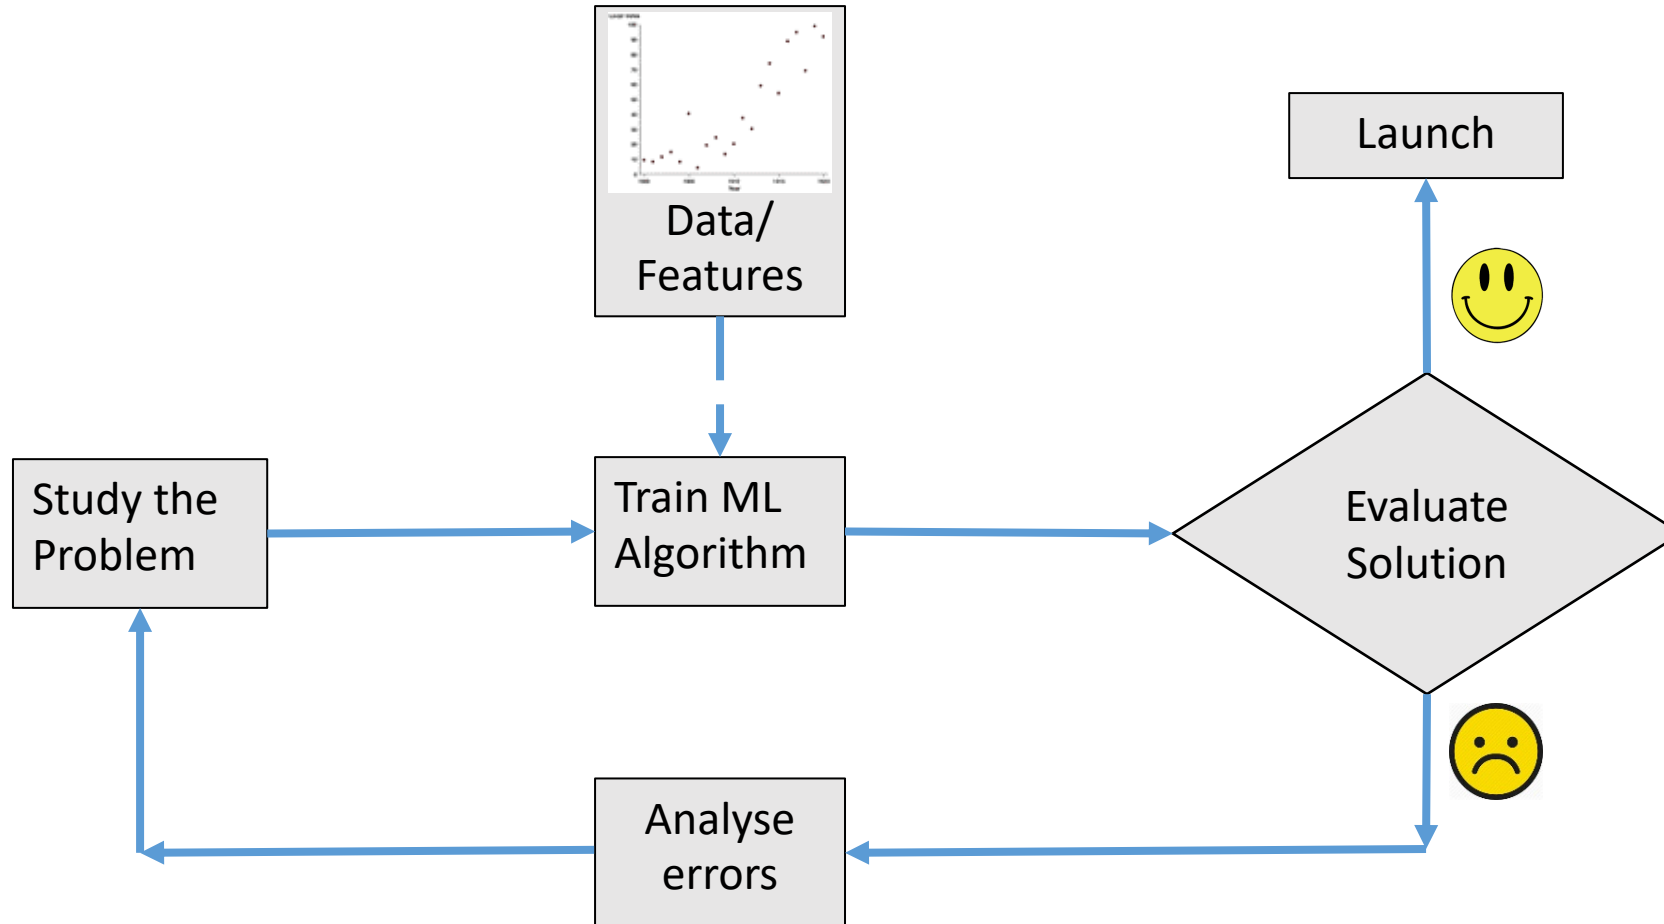 Data/
Features
Launch
Study the
Problem
Train ML
Algorithm
Evaluate
Solution
Analyse
errors